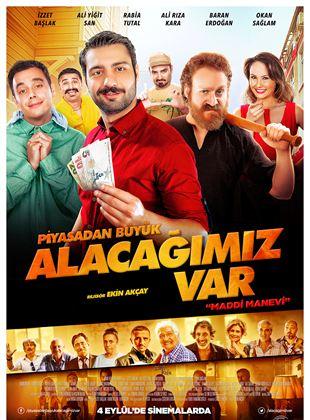 İZZET BAŞLAK
ALİ YİĞİT SAN
RABİA TUTAL
ALİ RIZA KARA
BARAN ERDOĞAN
OKAN SAĞLAM
PİYASADAN BÜYÜK
ALACAĞIMIZ
VAR
"MADDİ MANEVİ"
REJİSÖR EKİN AKÇAY
4 EYLÜL'DE SİNEMALARDA